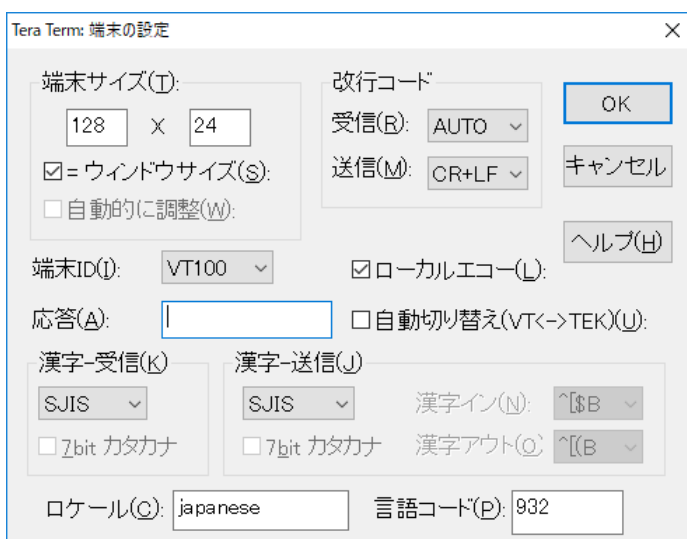 Tera Term: 端末の設定
端末サイズ(T):
128 X 24
= ウィンドウサイズ(S):
自動的に調整(W):
改行コード
受信(R): AUTO
送信(M): CR+LF
OK
キャンセル
ヘルプ(H)
端末ID(I): VT100
ローカルエコー(L):
応答(A):
自動切り替え(VT<->TEK)(U):
漢字-受信(K)
SJIS
7bit カタカナ
漢字-送信(J)
SJIS
7bit カタカナ
漢字イン(N): ^[$B
漢字アウト(O) ^[(B
ロケール(C): japanese
言語コード(P): 932